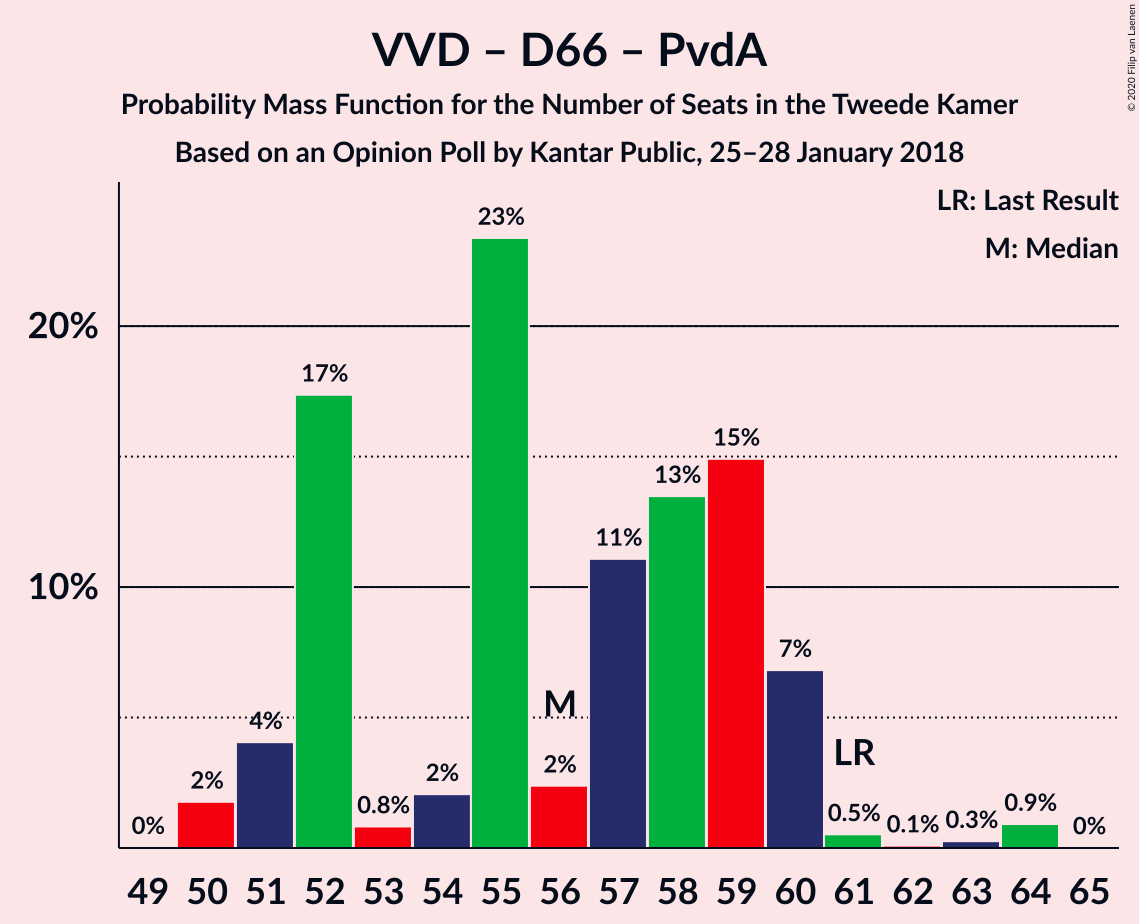 VVD – D66 – PvdA
Probability Mass Function for the Number of Seats in the Tweede Kamer
Based on an Opinion Poll by Kantar Public, 25–28 January 2018
© 2020 Filip van Laenen
LR: Last Result
M: Median
23%
20%
17%
15%
13%
11%
10%
7%
M
4%
LR
2%
2%
2%
0.8%
0.9%
0.5%
0.3%
0.1%
0%
0%
49 50 51 52 53 54 55 56 57 58 59 60 61 62 63 64 65